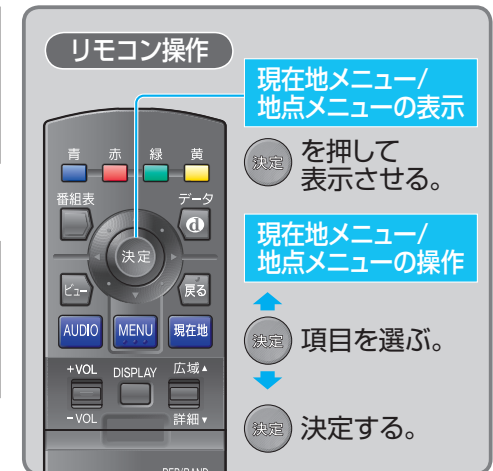 リモコン操作
現在地メニュー/
地点メニューの表示
決定 を押して
表示させる。
現在地メニュー/
地点メニューの操作
決定 項目を選ぶ。
決定 決定する。
青 赤 緑 黄
番組表 データ
d
決定
ビュー 戻る
AUDIO MENU 現在地
+VOL DISPLAY 広域▲
-VOL 詳細▼